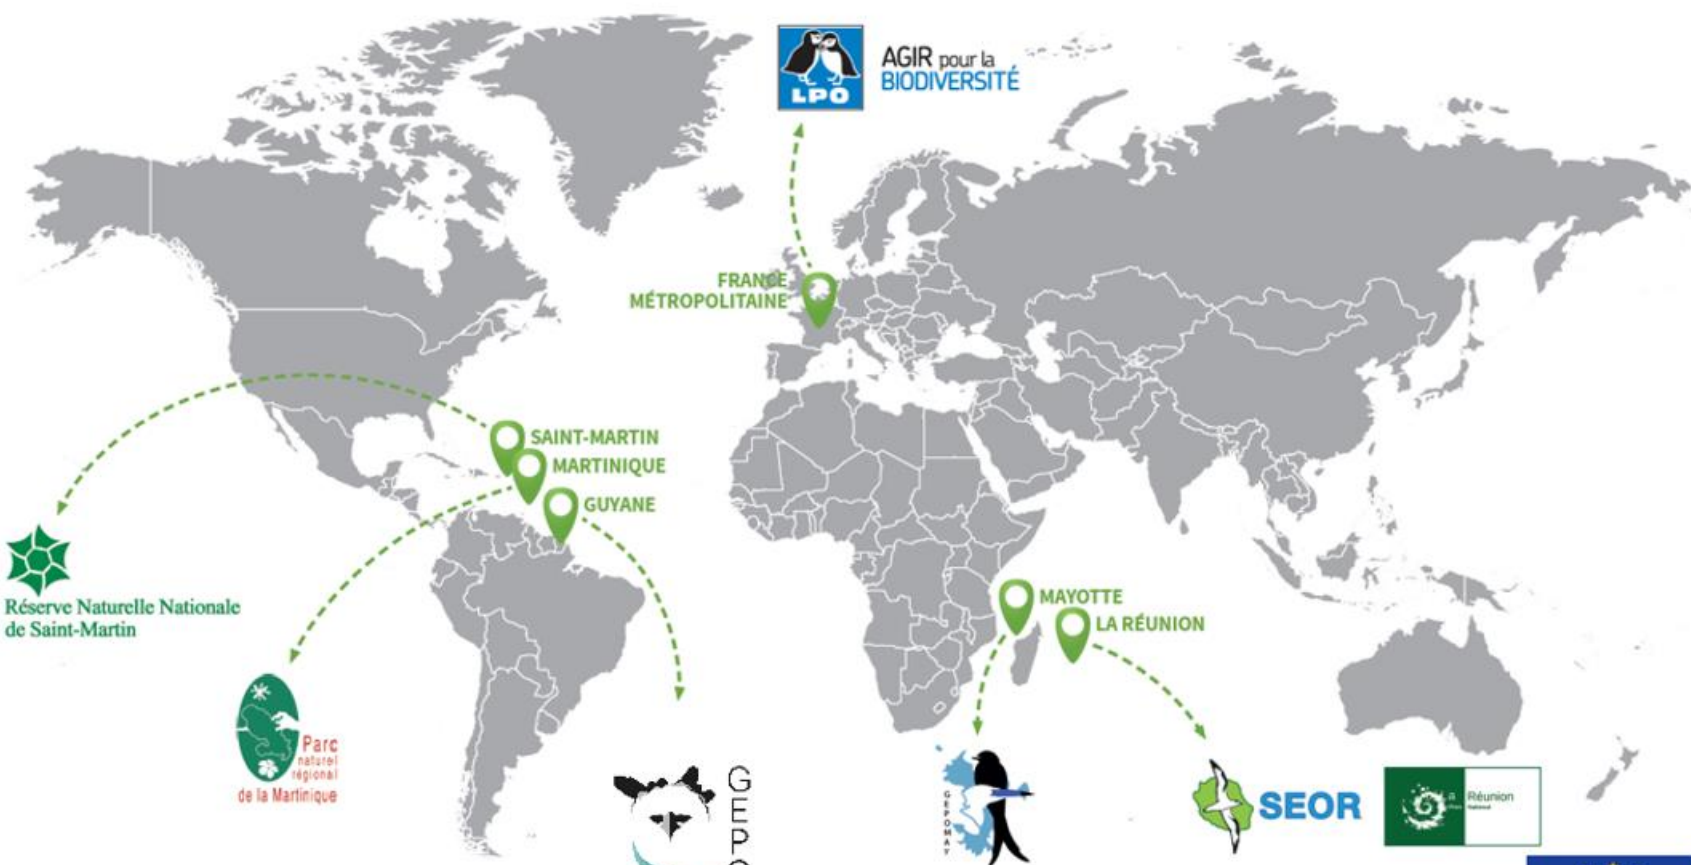 LPO
AGIR pour la
BIODIVERSITÉ
FRANCE
MÉTROPOLITAINE
SAINT-MARTIN
MARTINIQUE
GUYANE
MAYOTTE
LA RÉUNION
Réserve Naturelle Nationale
de Saint-Martin
Parc
naturel
régional
de la Martinique
G
E
P
GEPOMAY
SEOR
Réunion